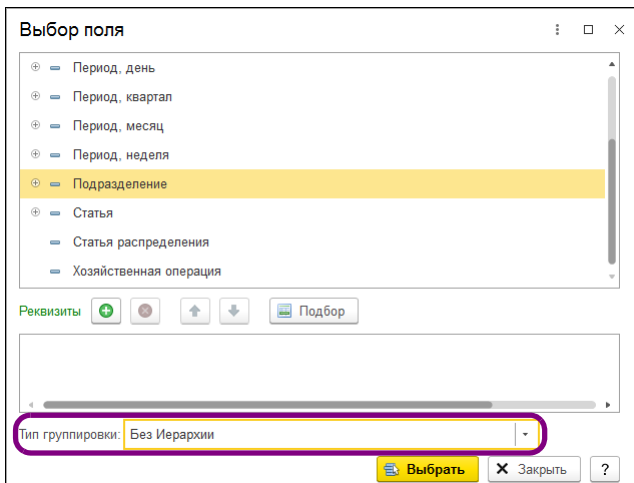 Выбор поля
Период, день
Период, квартал
Период, месяц
Период, неделя
Подразделение
Статья
Статья распределения
Хозяйственная операция
Реквизиты Подбор
Тип группировки: Без Иерархии
Выбрать Закрыть ?